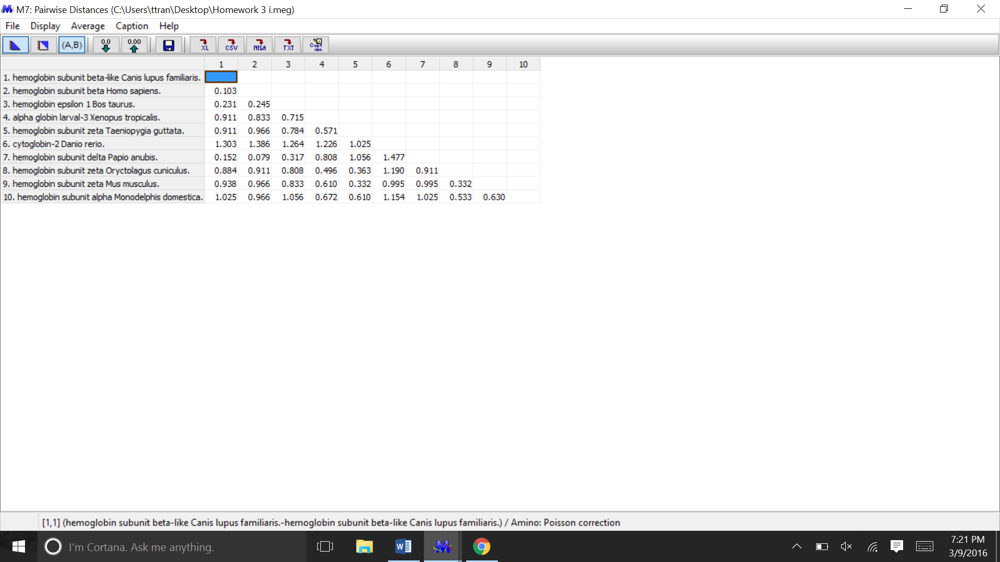 M7: Pairwise Distances (C:\Users\ttran\Desktop\Homework 3 i.meg)
File Display Average Caption Help
(A,B) 0.0 0.00 XL CSV MEGA TXT Capt ion
1 2 3 4 5 6 7 8 9 10
1. hemoglobin subunit beta-like Canis lupus familiaris.
2. hemoglobin subunit beta Homo sapiens. 0.103
3. hemoglobin epsilon 1 Bos taurus. 0.231 0.245
4. alpha globin larval-3 Xenopus tropicalis. 0.911 0.833 0.715
5. hemoglobin subunit zeta Taeniopygia guttata. 0.911 0.966 0.784 0.571
6. cytoglobin-2 Danio rerio. 1.303 1.386 1.264 1.226 1.025
7. hemoglobin subunit delta Papio anubis. 0.152 0.079 0.317 0.808 1.056 1.477
8. hemoglobin subunit zeta Oryctolagus cuniculus. 0.884 0.911 0.808 0.496 0.363 1.190 0.911
9. hemoglobin subunit zeta Mus musculus. 0.938 0.966 0.833 0.610 0.332 0.995 0.995 0.332
10. hemoglobin subunit alpha Monodelphis domestica. 1.025 0.966 1.056 0.672 0.610 1.154 1.025 0.533 0.630
[1,1] (hemoglobin subunit beta-like Canis lupus familiaris.-hemoglobin subunit beta-like Canis lupus familiaris.) / Amino: Poisson correction
I'm Cortana. Ask me anything.
7:21 PM
3/9/2016